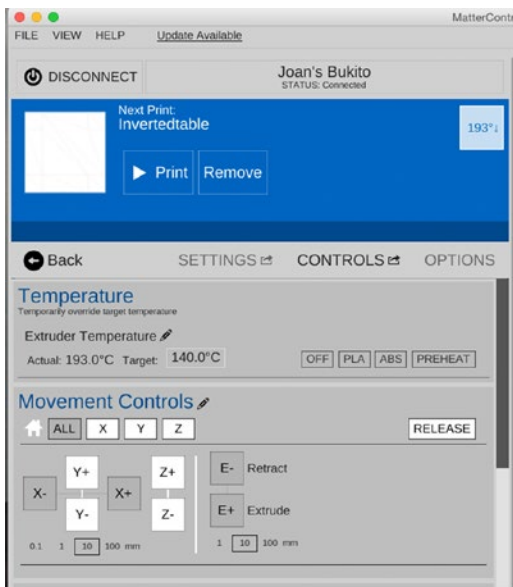 MatterContr
FILE VIEW HELP Update Available
DISCONNECT
Joan's Bukito
STATUS: Connected
Next Print:
Invertedtable
193°↓
Print Remove
Back SETTINGS CONTROLS OPTIONS
Temperature
Temporarily override target temperature
Extruder Temperature
Actual: 193.0°C Target: 140.0°C OFF PLA ABS PREHEAT
Movement Controls
ALL X Y Z RELEASE
Y+ Z+ E- Retract
X- X+
Y- Z- E+ Extrude
0.1 1 10 100 mm 1 10 100 mm